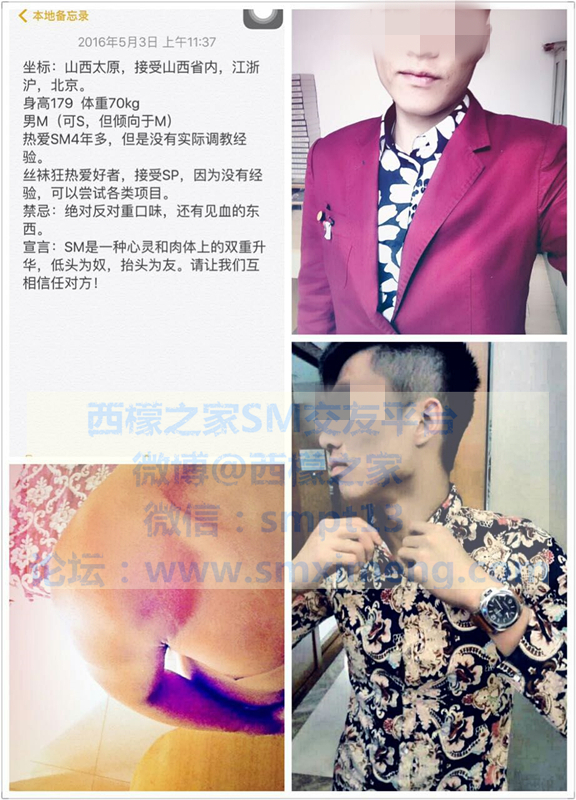 本地备忘录
2016年5月3日 上午11:37
坐标：山西太原，接受山西省内，江浙
沪，北京。
身高179 体重70kg
男M（可S，但倾向于M）
热爱SM4年多，但是没有实际调教经
验。
丝袜狂热爱好者，接受SP，因为没有经
验，可以尝试各类项目。
禁忌：绝对反对重口味，还有见血的东
西。
宣言：SM是一种心灵和肉体上的双重升
华，低头为奴，抬头为友。请让我们互
相信任对方！
西檬之家SM交友平台
微博@西檬之家
微信：smpt13